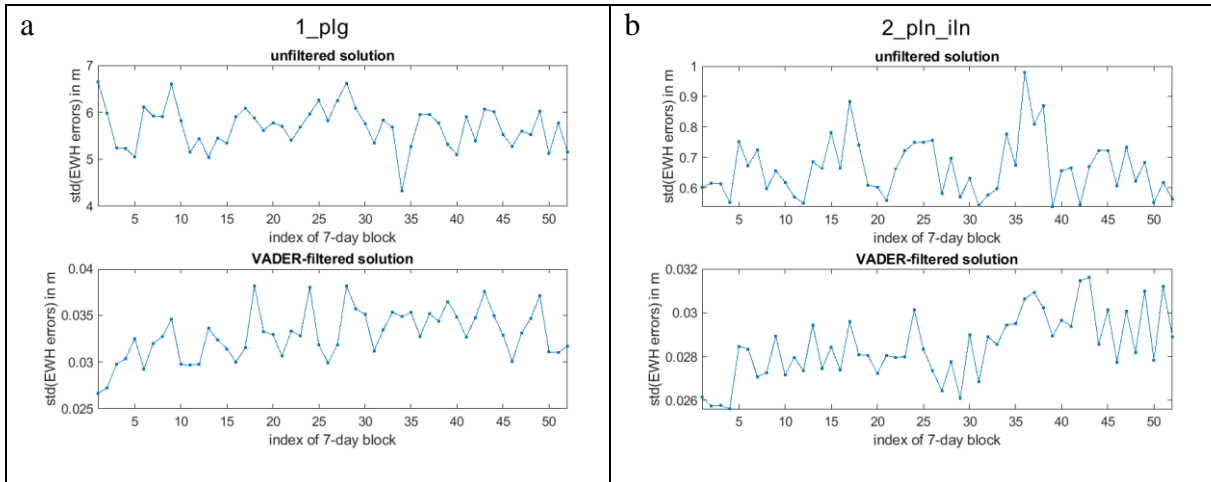 a
1_plg
unfiltered solution
7
6
5
4
std(EWH errors) in m
5 10 15 20 25 30 35 40 45 50
index of 7-day block
VADER-filtered solution
0.04
0.035
0.03
0.025
std(EWH errors) in m
5 10 15 20 25 30 35 40 45 50
index of 7-day block
b
2_pln_iln
unfiltered solution
1
0.9
0.8
0.7
0.6
std(EWH errors) in m
5 10 15 20 25 30 35 40 45 50
index of 7-day block
VADER-filtered solution
0.032
0.03
0.028
0.026
std(EWH errors) in m
5 10 15 20 25 30 35 40 45 50
index of 7-day block